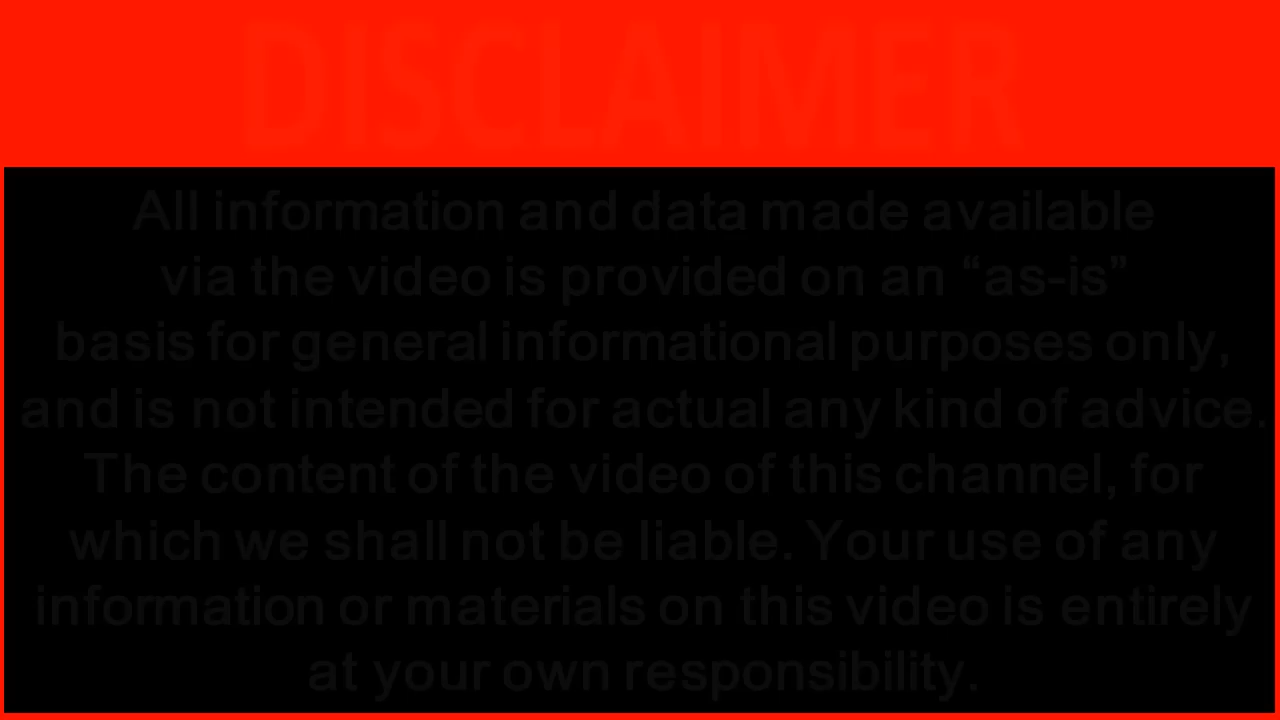 DISCLAIMER
All information and data made available
via the video is provided on an “as-is”
basis for general informational purposes only,
and is not intended for actual any kind of advice.
The content of the video of this channel, for
which we shall not be liable. Your use of any
information or materials on this video is entirely
at your own responsibility.